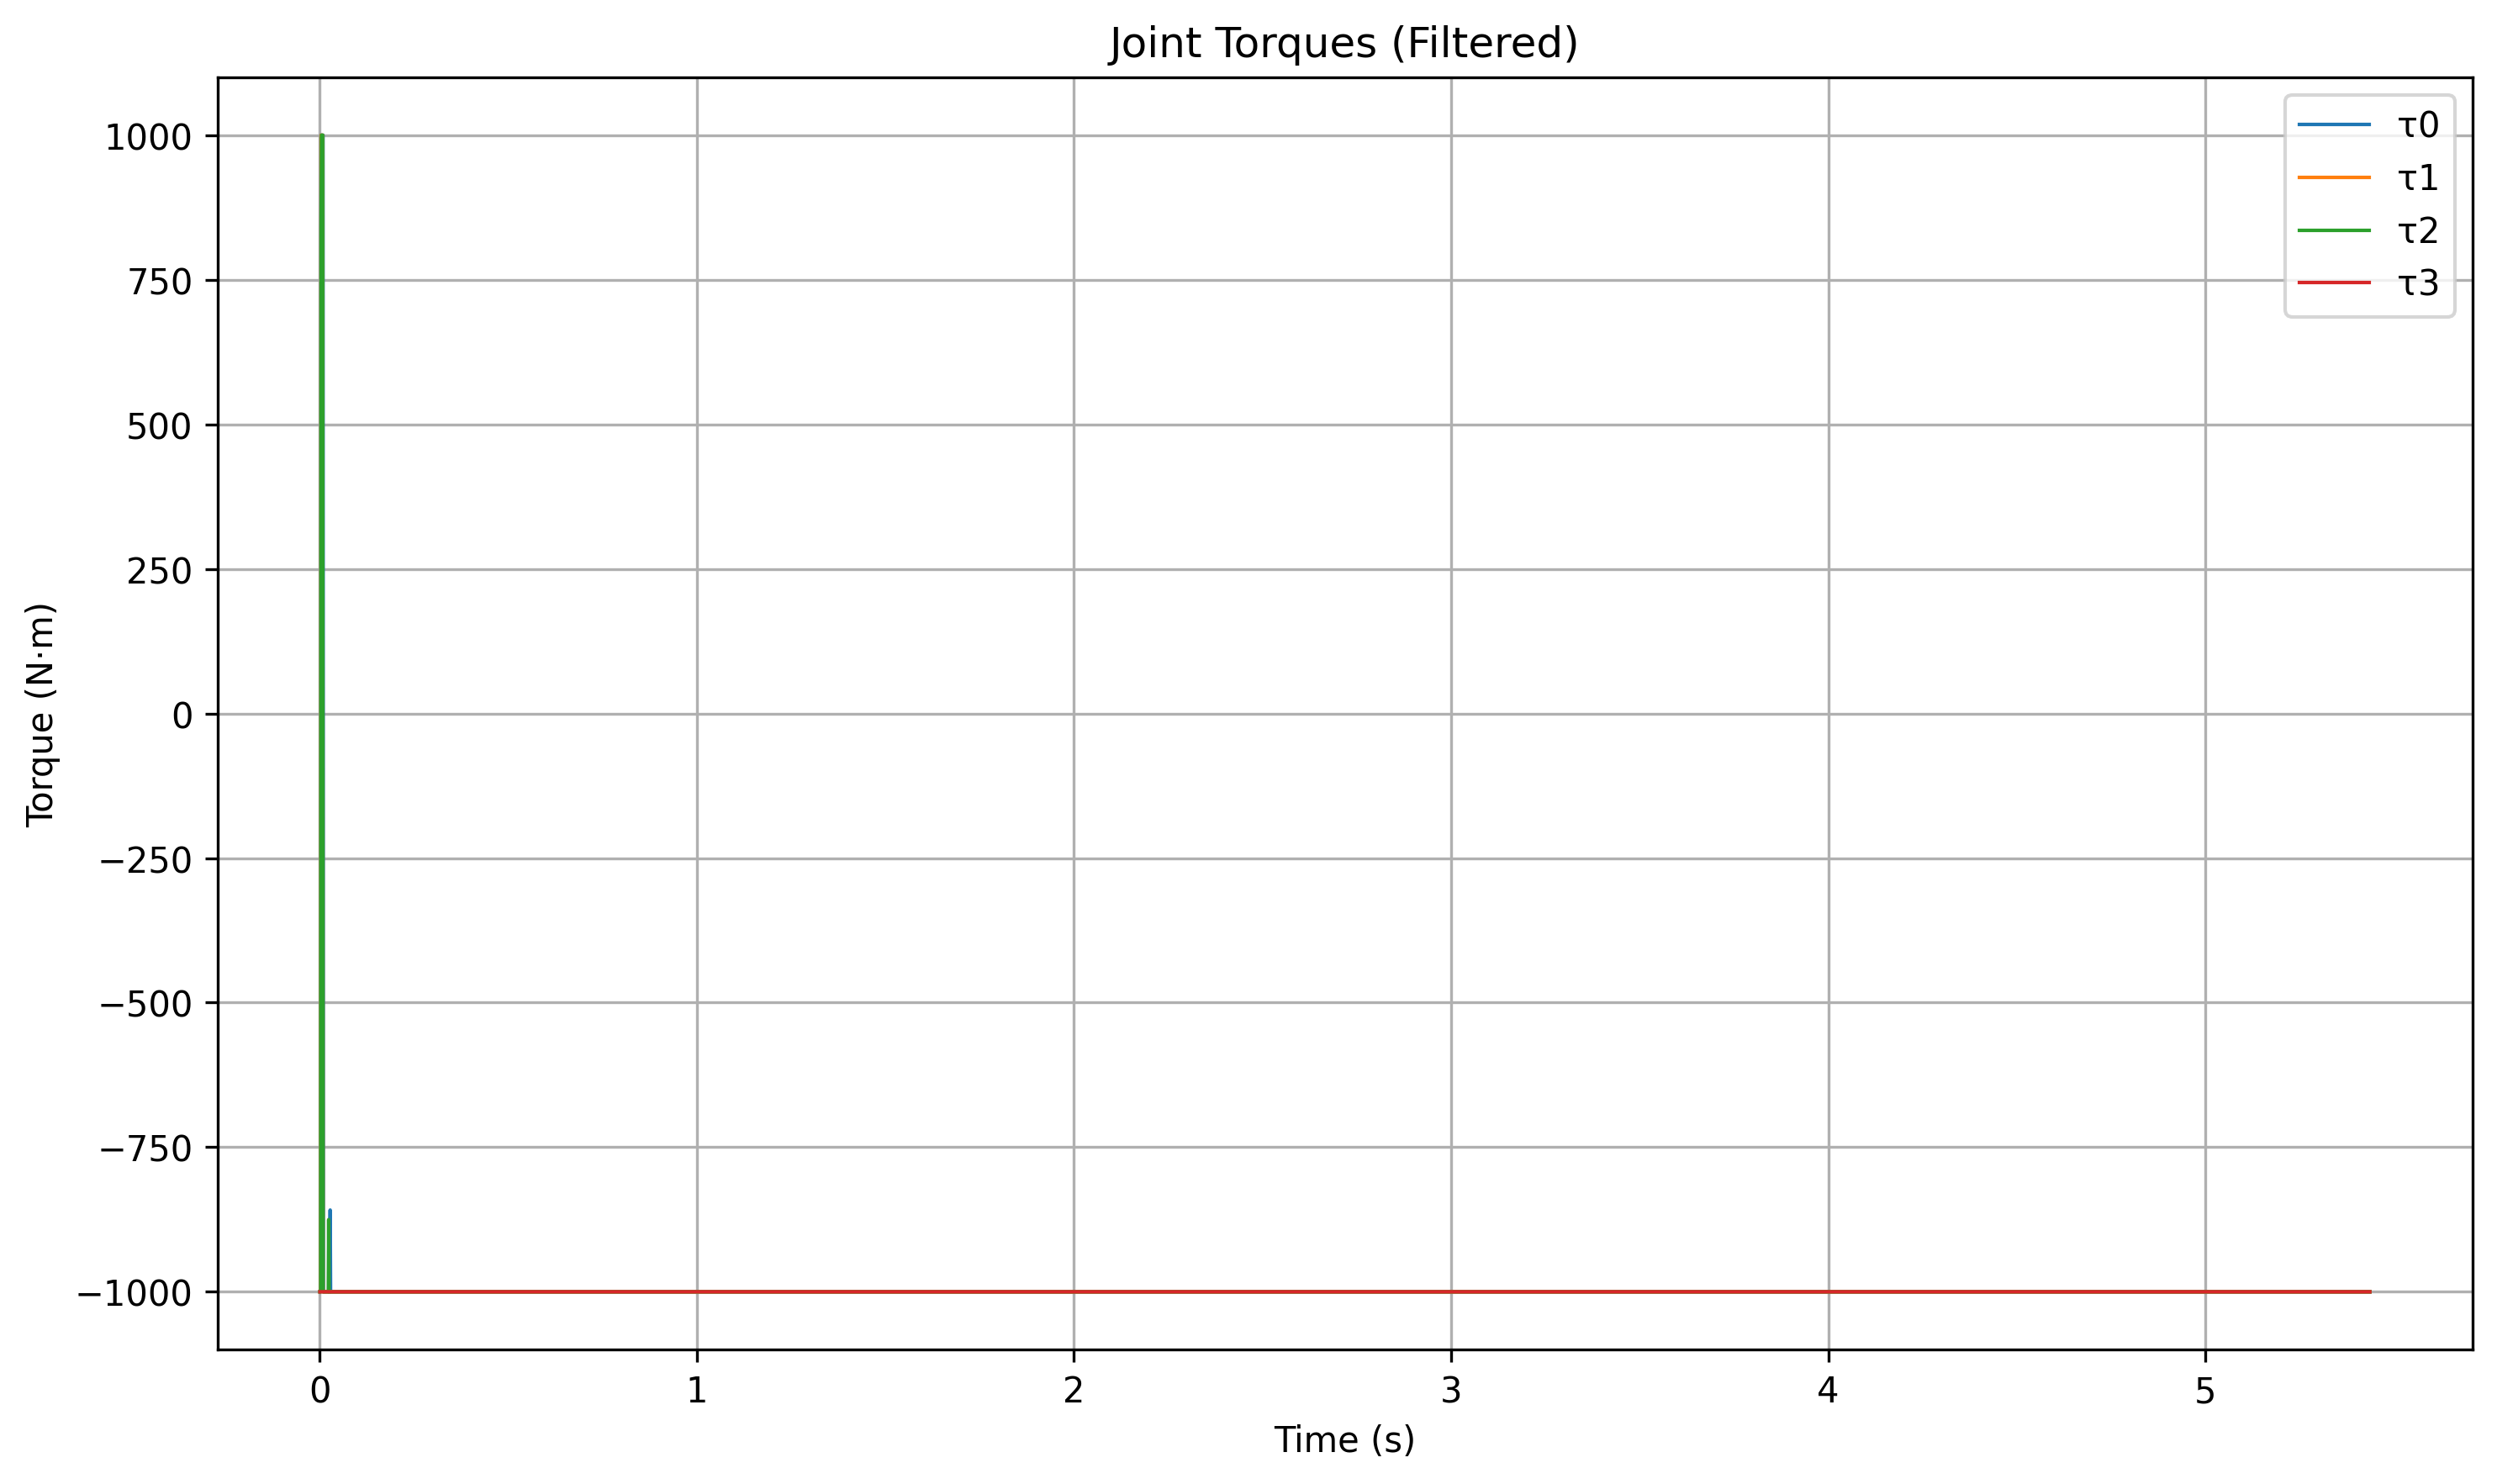 Joint Torques (Filtered)
τ0
τ1
τ2
τ3
1000
750
500
250
0
−250
−500
−750
−1000
Torque (N·m)
0 1 2 3 4 5
Time (s)